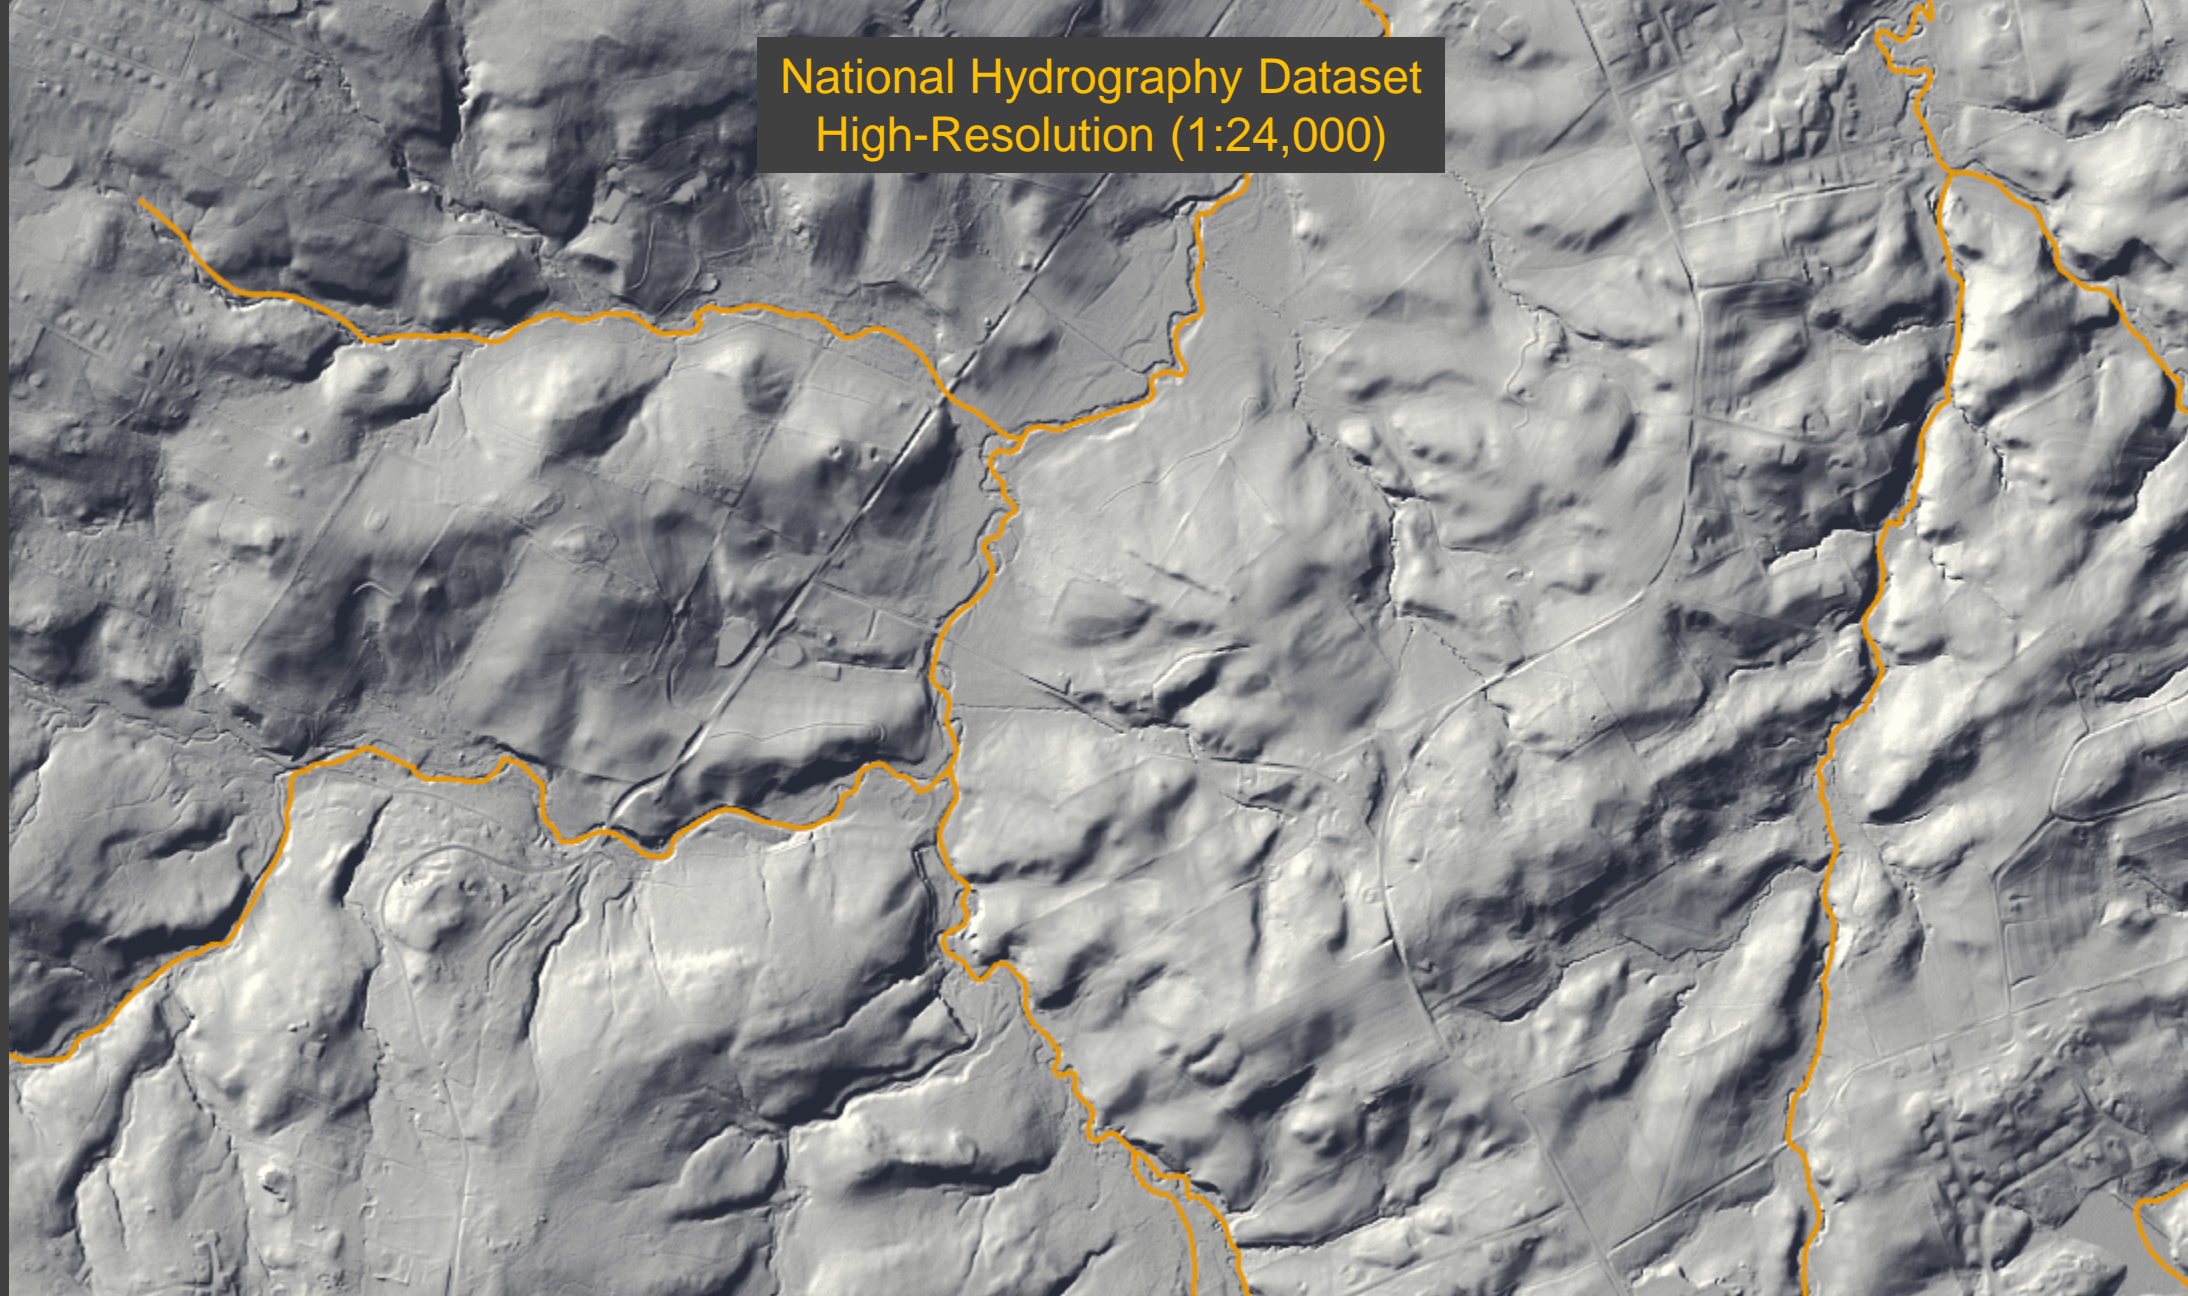 National Hydrography Dataset
High-Resolution (1:24,000)